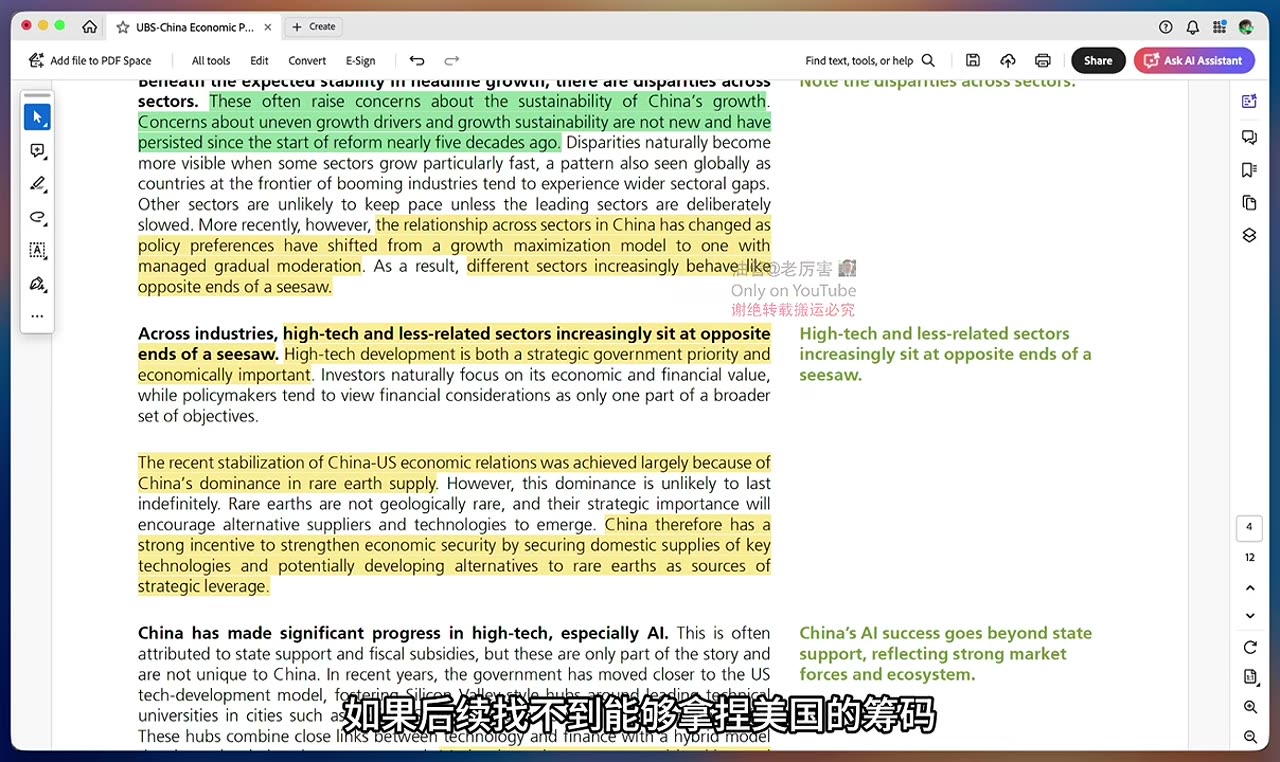 UBS-China Economic P...
Create
Add file to PDF Space
All tools
Edit
Convert
E-Sign
Find text, tools, or help
Share
Ask AI Assistant
Beneath the expected stability in headline growth, there are disparities across
sectors. These often raise concerns about the sustainability of China's growth.
Concerns about uneven growth drivers and growth sustainability are not new and have
persisted since the start of reform nearly five decades ago. Disparities naturally become
more visible when some sectors grow particularly fast, a pattern also seen globally as
countries at the frontier of booming industries tend to experience wider sectoral gaps.
Other sectors are unlikely to keep pace unless the leading sectors are deliberately
slowed. More recently, however, the relationship across sectors in China has changed as
policy preferences have shifted from a growth maximization model to one with
managed gradual moderation. As a result, different sectors increasingly behave like
opposite ends of a seesaw.
Note the disparities across sectors.
@老厉害
Only on YouTube
谢绝转载搬运必究
Across industries, high-tech and less-related sectors increasingly sit at opposite
ends of a seesaw. High-tech development is both a strategic government priority and
economically important. Investors naturally focus on its economic and financial value,
while policymakers tend to view financial considerations as only one part of a broader
set of objectives.
High-tech and less-related sectors
increasingly sit at opposite ends of a
seesaw.
The recent stabilization of China-US economic relations was achieved largely because of
China's dominance in rare earth supply. However, this dominance is unlikely to last
indefinitely. Rare earths are not geologically rare, and their strategic importance will
encourage alternative suppliers and technologies to emerge. China therefore has a
strong incentive to strengthen economic security by securing domestic supplies of key
technologies and potentially developing alternatives to rare earths as sources of
strategic leverage.
4
12
China has made significant progress in high-tech, especially AI. This is often
attributed to state support and fiscal subsidies, but these are only part of the story and
are not unique to China. In recent years, the government has moved closer to the US
tech-development model, fostering Silicon Valley-style hubs around leading technical
universities in cities such as
These hubs combine close links between technology and finance with a hybrid model
China's AI success goes beyond state
support, reflecting strong market
forces and ecosystem.
如果后续找不到能够拿捏美国的筹码